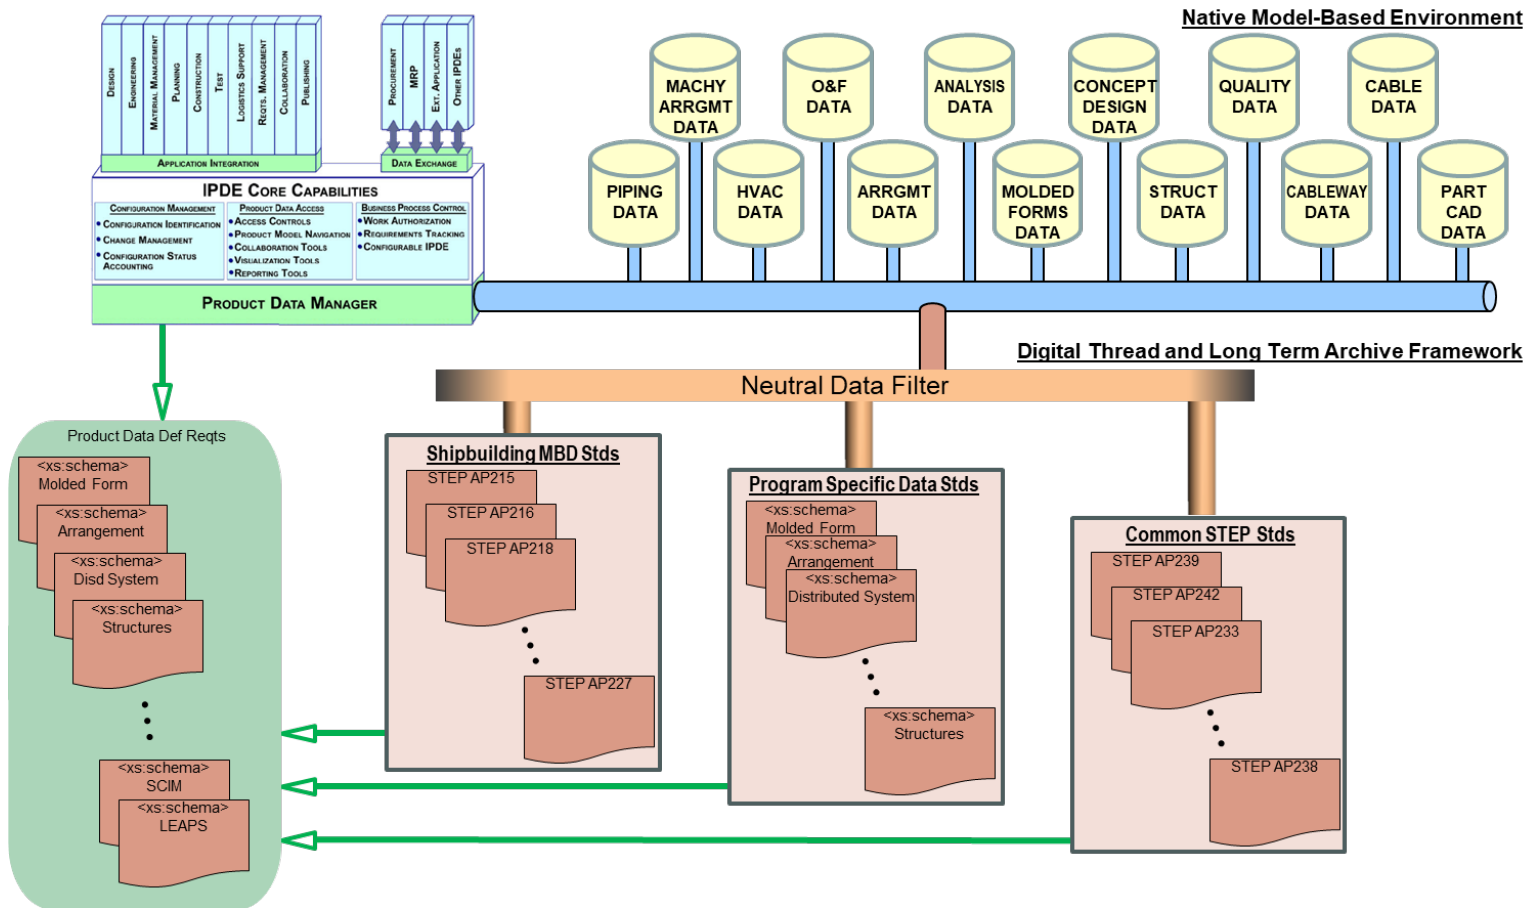 Native Model-Based Environment
DESIGN
ENGINEERING
MATERIAL MANAGEMENT
PLANNING
CONSTRUCTION
TEST
LOGISTICS SUPPORT
REQTS. MANAGEMENT
COLLABORATION
PUBLISHING
PROCUREMENT
MRP
EXT. APPLICATION
OTHER IPDES
APPLICATION INTEGRATION
DATA EXCHANGE
IPDE CORE CAPABILITIES
CONFIGURATION MANAGEMENT
• CONFIGURATION IDENTIFICATION
• CHANGE MANAGEMENT
• CONFIGURATION STATUS
ACCOUNTING
PRODUCT DATA ACCESS
• ACCESS CONTROLS
• PRODUCT MODEL NAVIGATION
• COLLABORATION TOOLS
• VISUALIZATION TOOLS
• REPORTING TOOLS
BUSINESS PROCESS CONTROL
• WORK AUTHORIZATION
• REQUIREMENTS TRACKING
• CONFIGURABLE IPDE
PRODUCT DATA MANAGER
MACHY
ARRGMT
DATA
O&F
DATA
ANALYSIS
DATA
CONCEPT
DESIGN
DATA
QUALITY
DATA
CABLE
DATA
PIPING
DATA
HVAC
DATA
ARRGMT
DATA
MOLDED
FORMS
DATA
STRUCT
DATA
CABLEWAY
DATA
PART
CAD
DATA
Digital Thread and Long Term Archive Framework
Neutral Data Filter
Product Data Def Reqts
<xs:schema>
Molded Form
<xs:schema>
Arrangement
<xs:schema>
Disd System
<xs:schema>
Structures
<xs:schema>
SCIM
<xs:schema>
LEAPS
Shipbuilding MBD Stds
STEP AP215
STEP AP216
STEP AP218
STEP AP227
Program Specific Data Stds
<xs:schema>
Molded Form
<xs:schema>
Arrangement
<xs:schema>
Distributed System
<xs:schema>
Structures
Common STEP Stds
STEP AP239
STEP AP242
STEP AP233
STEP AP238